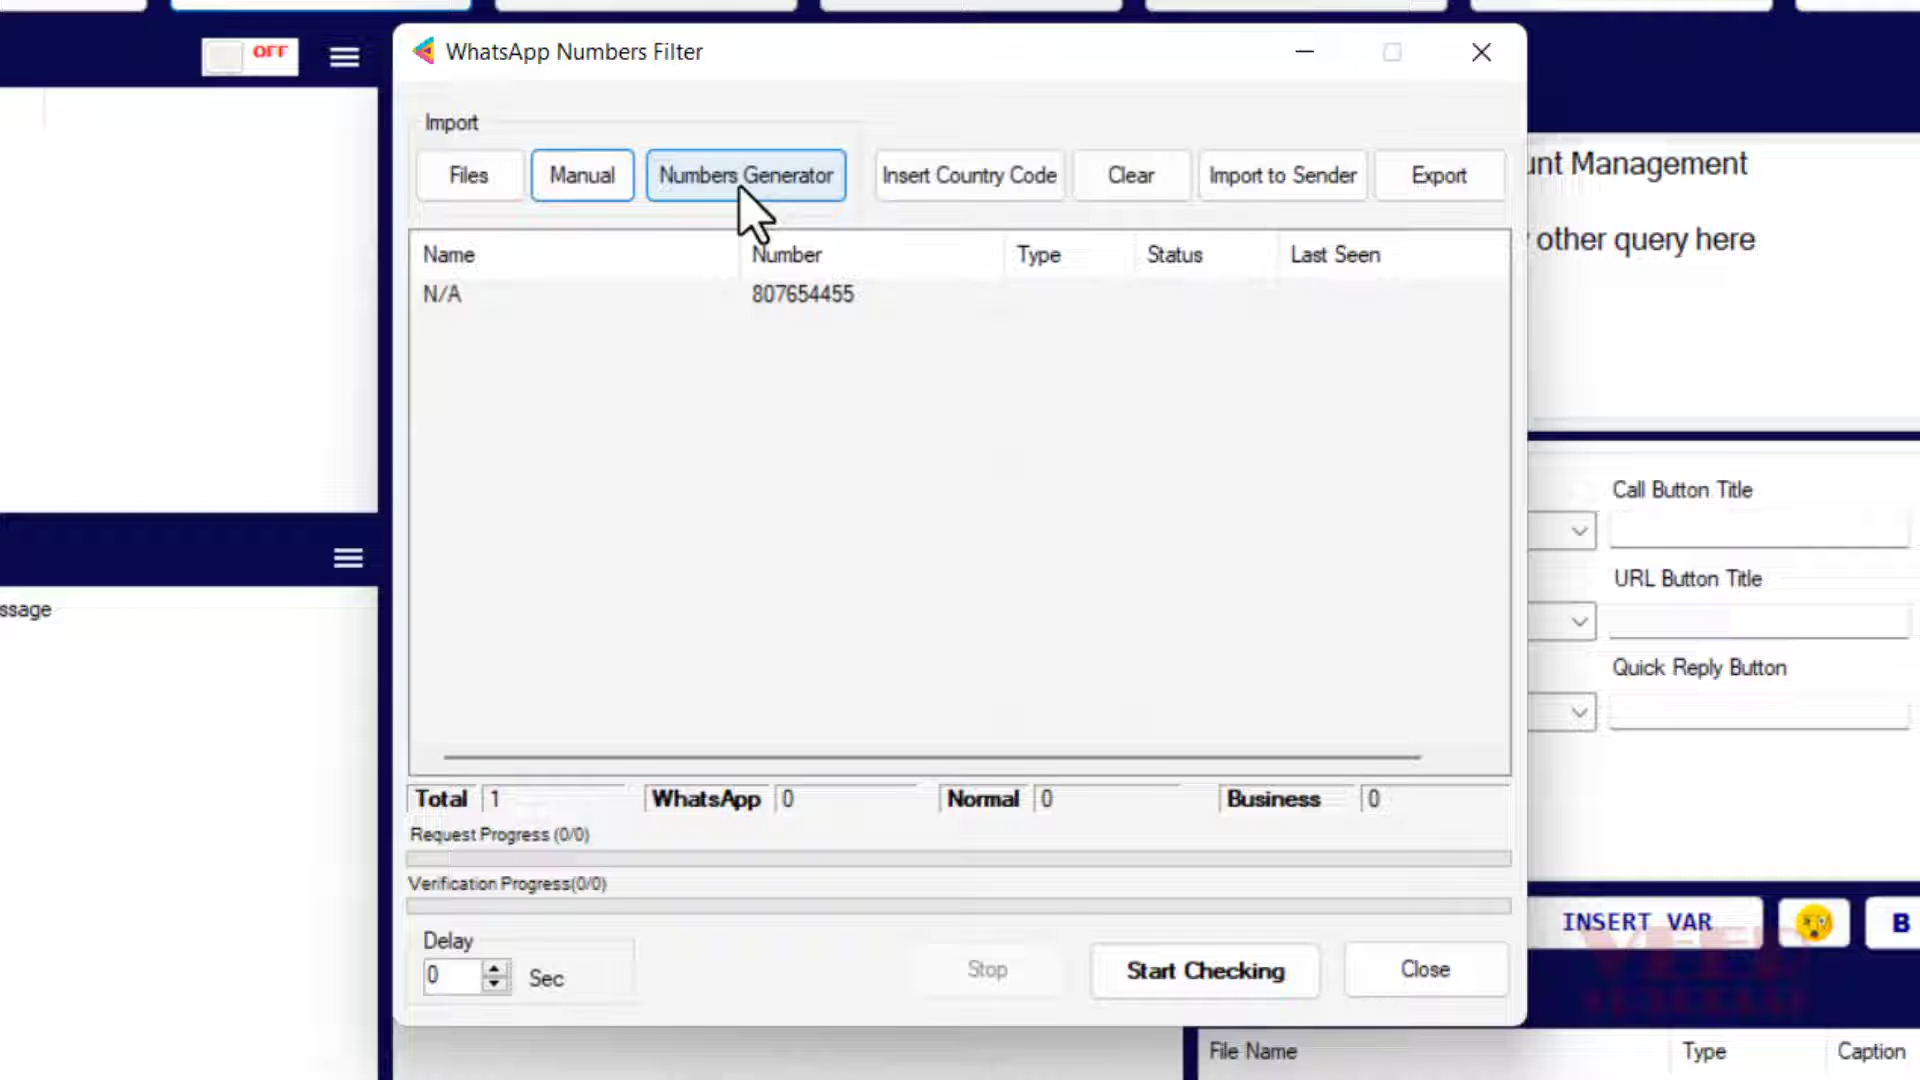 OFF
WhatsApp Numbers Filter
Import
Files Manual Numbers Generator Insert Country Code Clear Import to Sender Export
Name Number Type Status Last Seen
N/A 807654455
Total 1 WhatsApp 0 Normal 0 Business 0
Request Progress (0/0)
Verification Progress(0/0)
Delay
0 Sec
Stop Start Checking Close
ssage
unt Management
other query here
Call Button Title
URL Button Title
Quick Reply Button
INSERT VAR B
File Name Type Caption